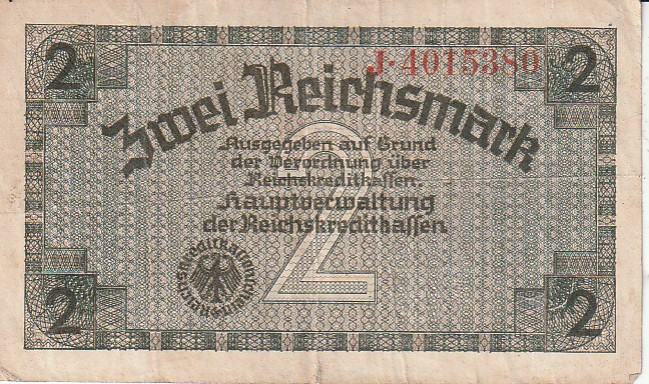 2 2
J·4015380
Zwei Reichsmark
Ausgegeben auf Grund
der Verordnung über
Reichskreditkassen.
Hauptverwaltung
der Reichskreditkassen
2
2 2